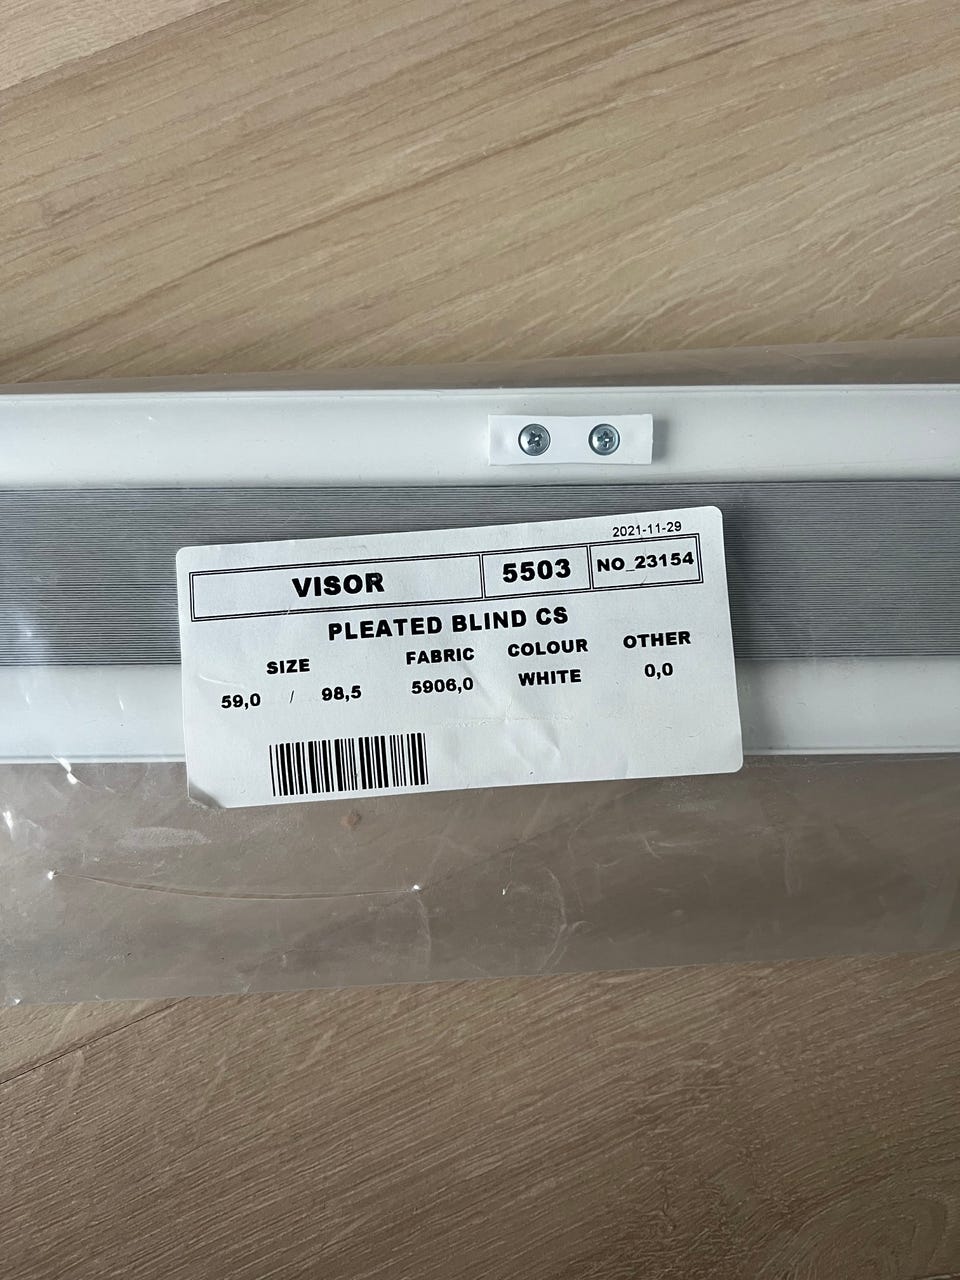 2021-11-29
VISOR 5503 NO_23154
PLEATED BLIND CS
SIZE FABRIC COLOUR OTHER
59,0 / 98,5 5906,0 WHITE 0,0